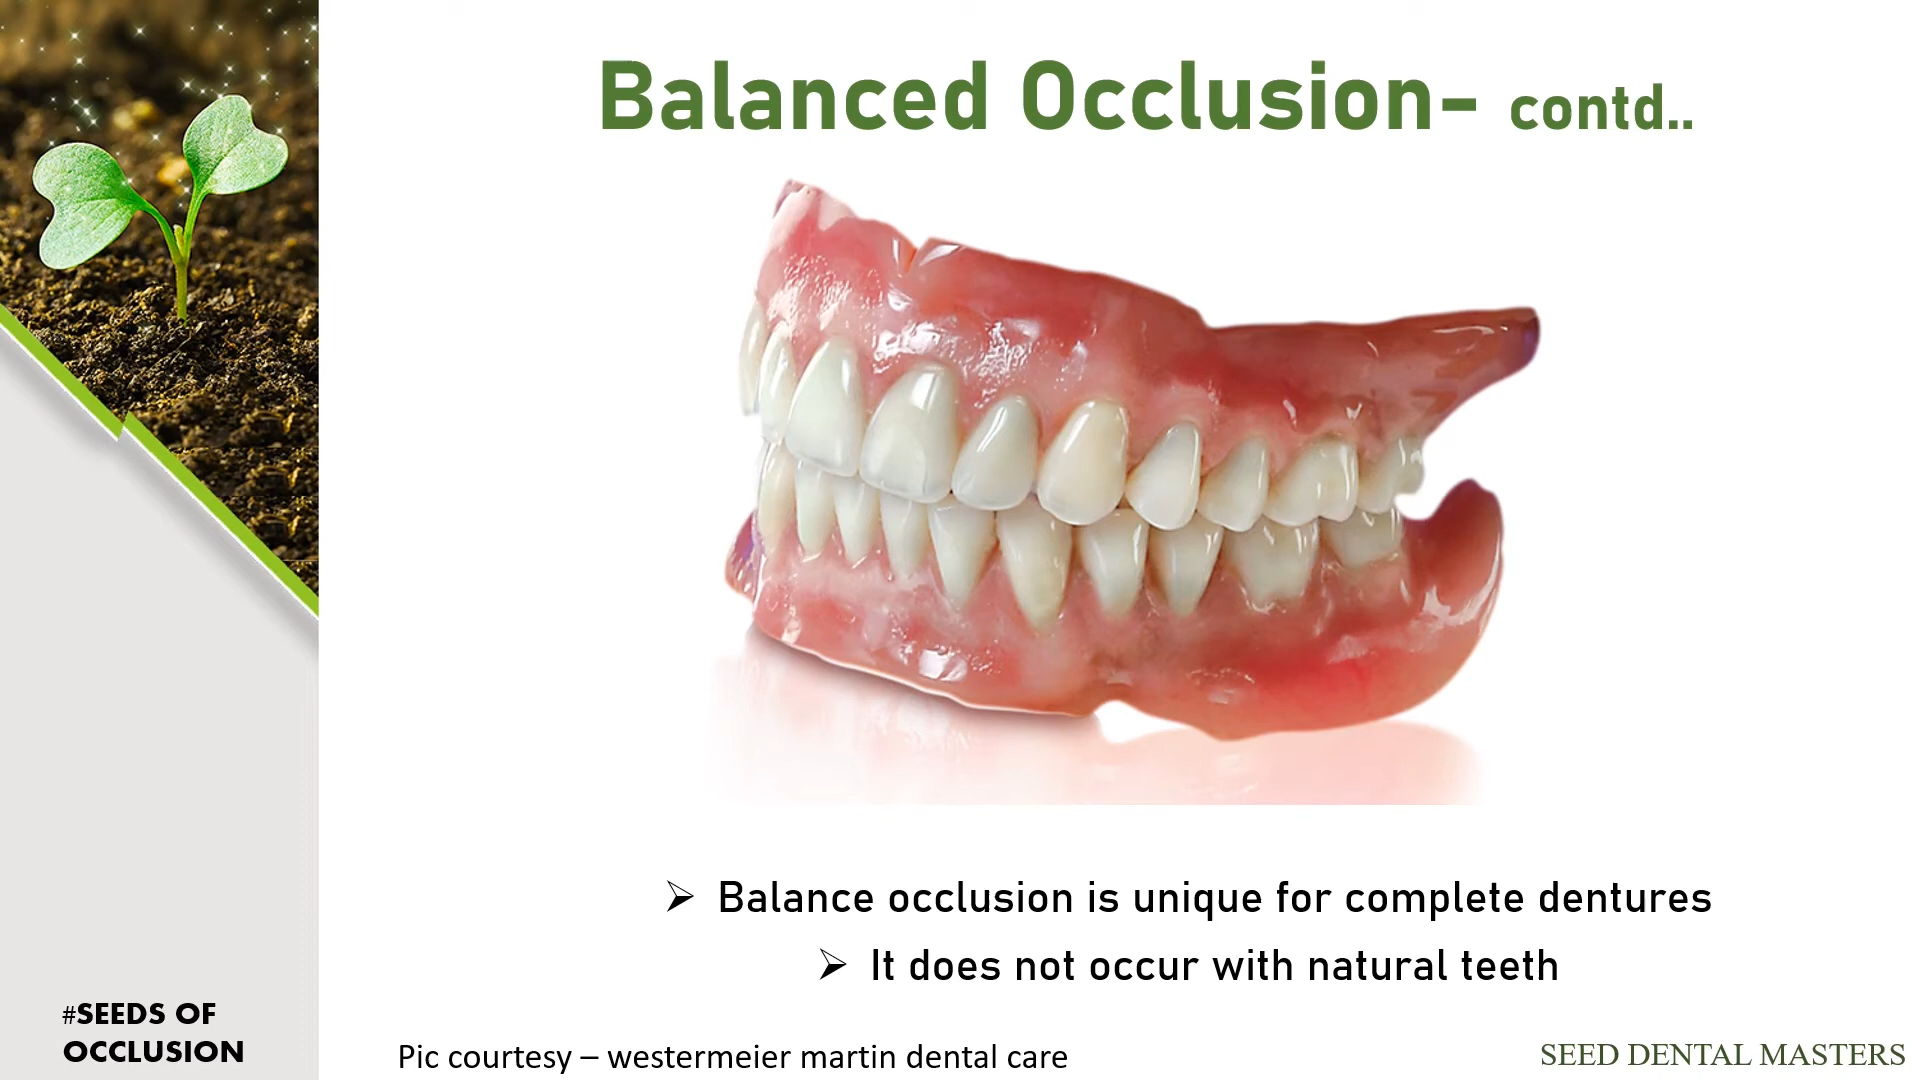 Balanced Occlusion- contd..
➢ Balance occlusion is unique for complete dentures
➢ It does not occur with natural teeth
#SEEDS OF
OCCLUSION
Pic courtesy – westermeier martin dental care
SEED DENTAL MASTERS